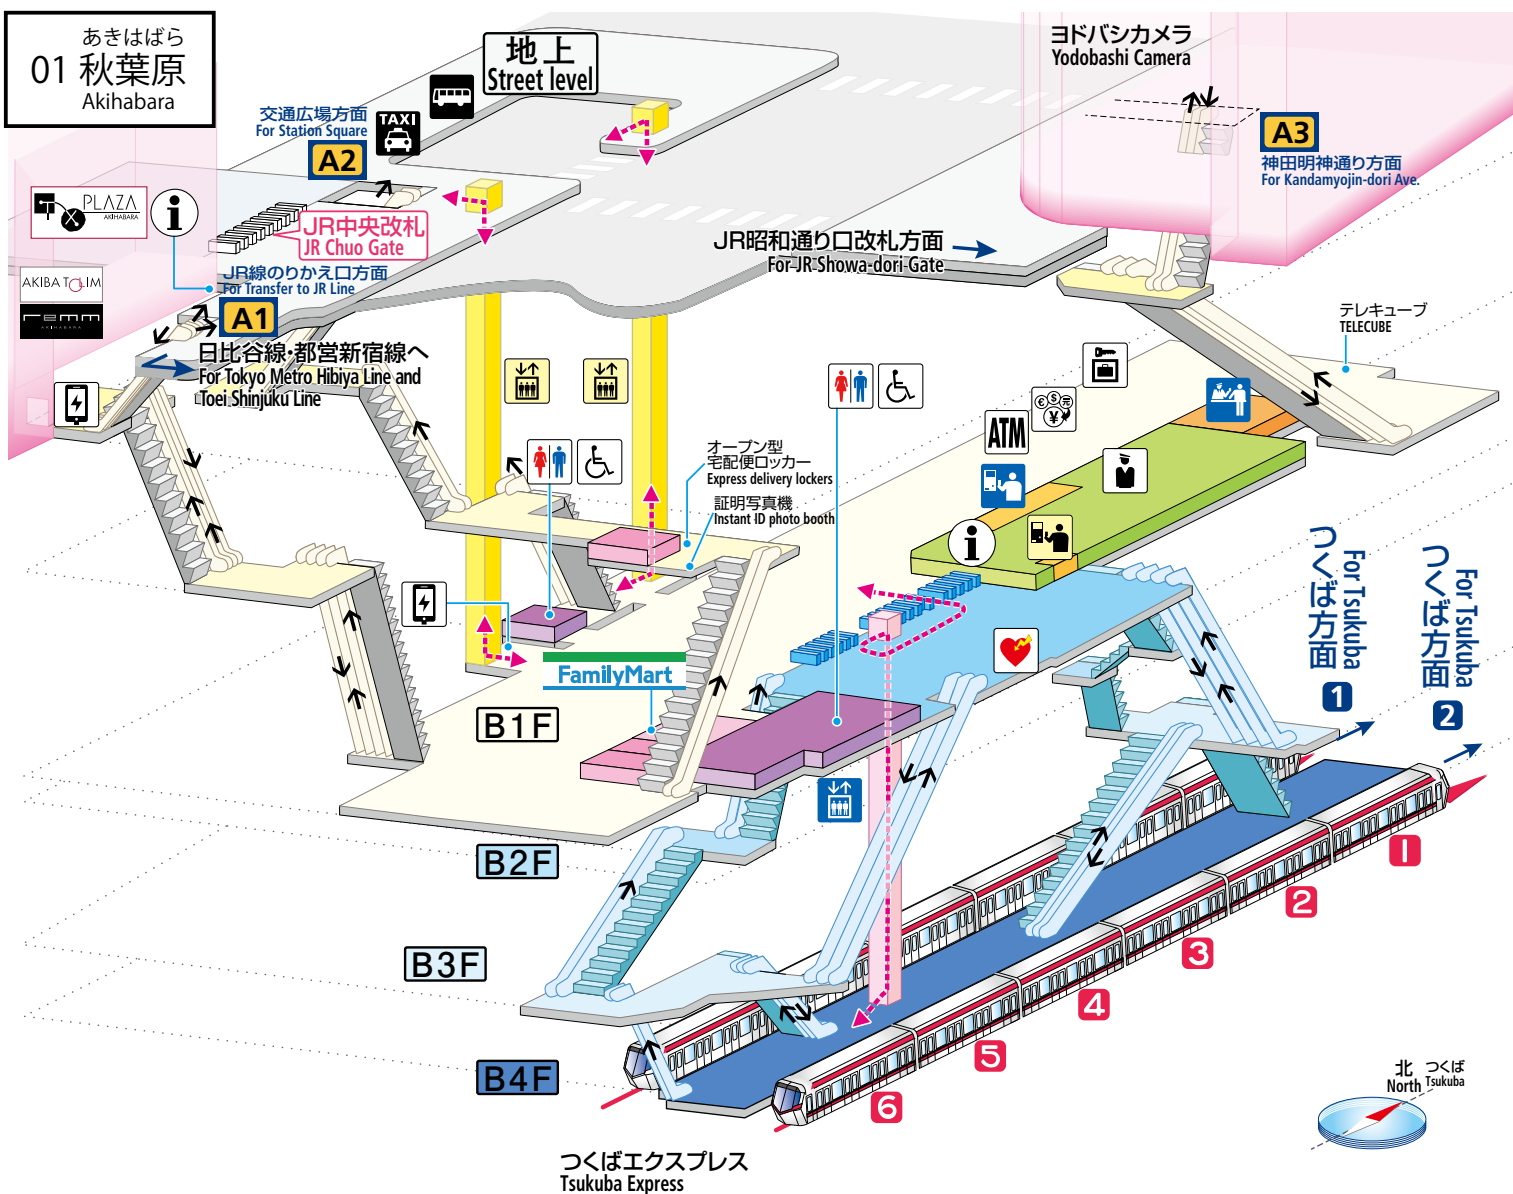 あきはばら
01 秋葉原
Akihabara
地上
Street level
ヨドバシカメラ
Yodobashi Camera
交通広場方面
For Station Square
A2
TAXI
A3
神田明神通り方面
For Kandamyojin-dori Ave.
PLAZA
AKIHABARA
i
JR中央改札
JR Chuo Gate
JR昭和通り口改札方面
For JR Showa-dori Gate
AKIBA TOLIM
remm
AKIHABARA
JR線のりかえ口方面
For Transfer to JR Line
A1
日比谷線・都営新宿線へ
For Tokyo Metro Hibiya Line and
Toei Shinjuku Line
テレキューブ
TELECUBE
ATM
€ $ 元
¥
オープン型
宅配便ロッカー
Express delivery lockers
証明写真機
Instant ID photo booth
i
FamilyMart
B1F
For Tsukuba
つくば方面
1
For Tsukuba
つくば方面
2
B2F
B3F
B4F
1
2
3
4
5
6
北
North
つくば
Tsukuba
つくばエクスプレス
Tsukuba Express